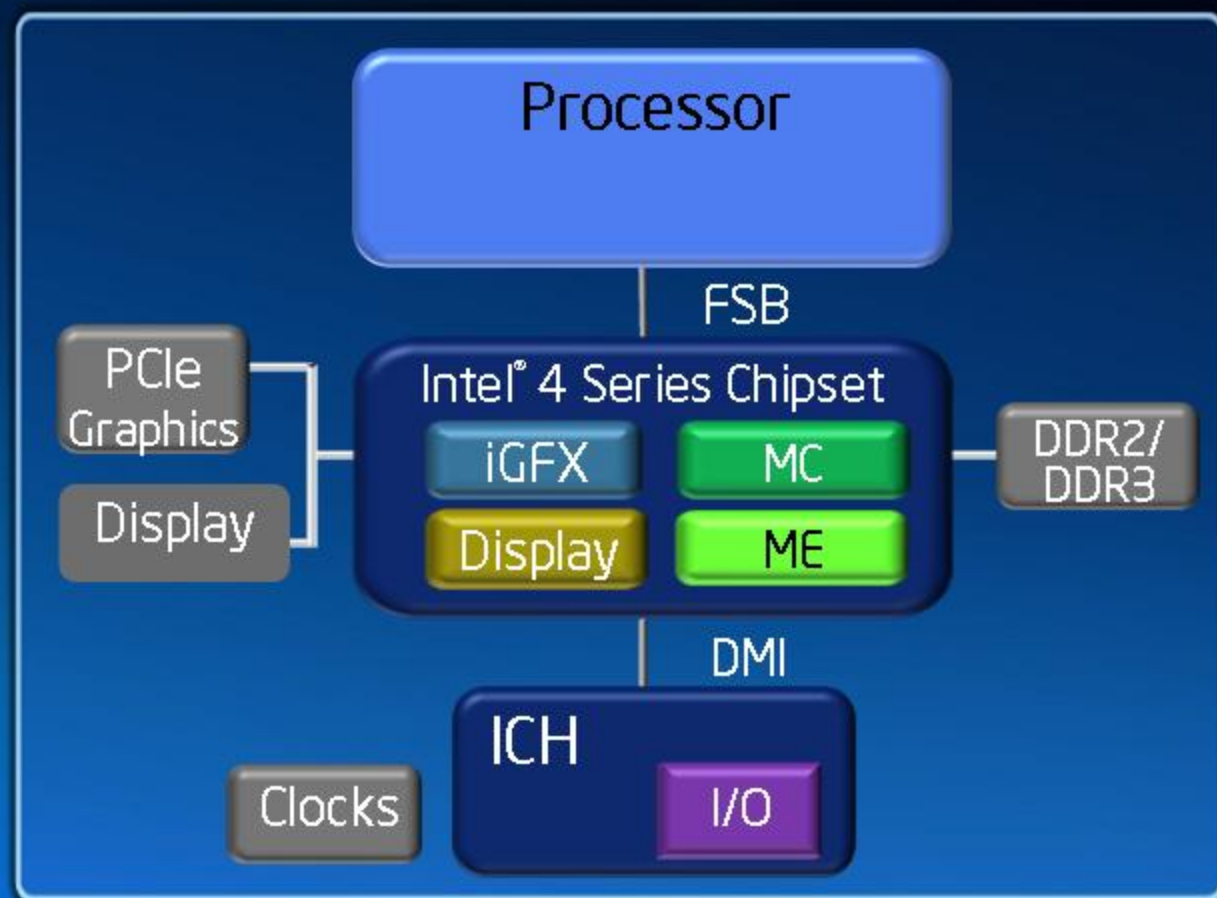 Processor
FSB
PCIe
Graphics
Display
Intel® 4 Series Chipset
iGFX
MC
Display
ME
DDR2/
DDR3
DMI
ICH
Clocks
I/O